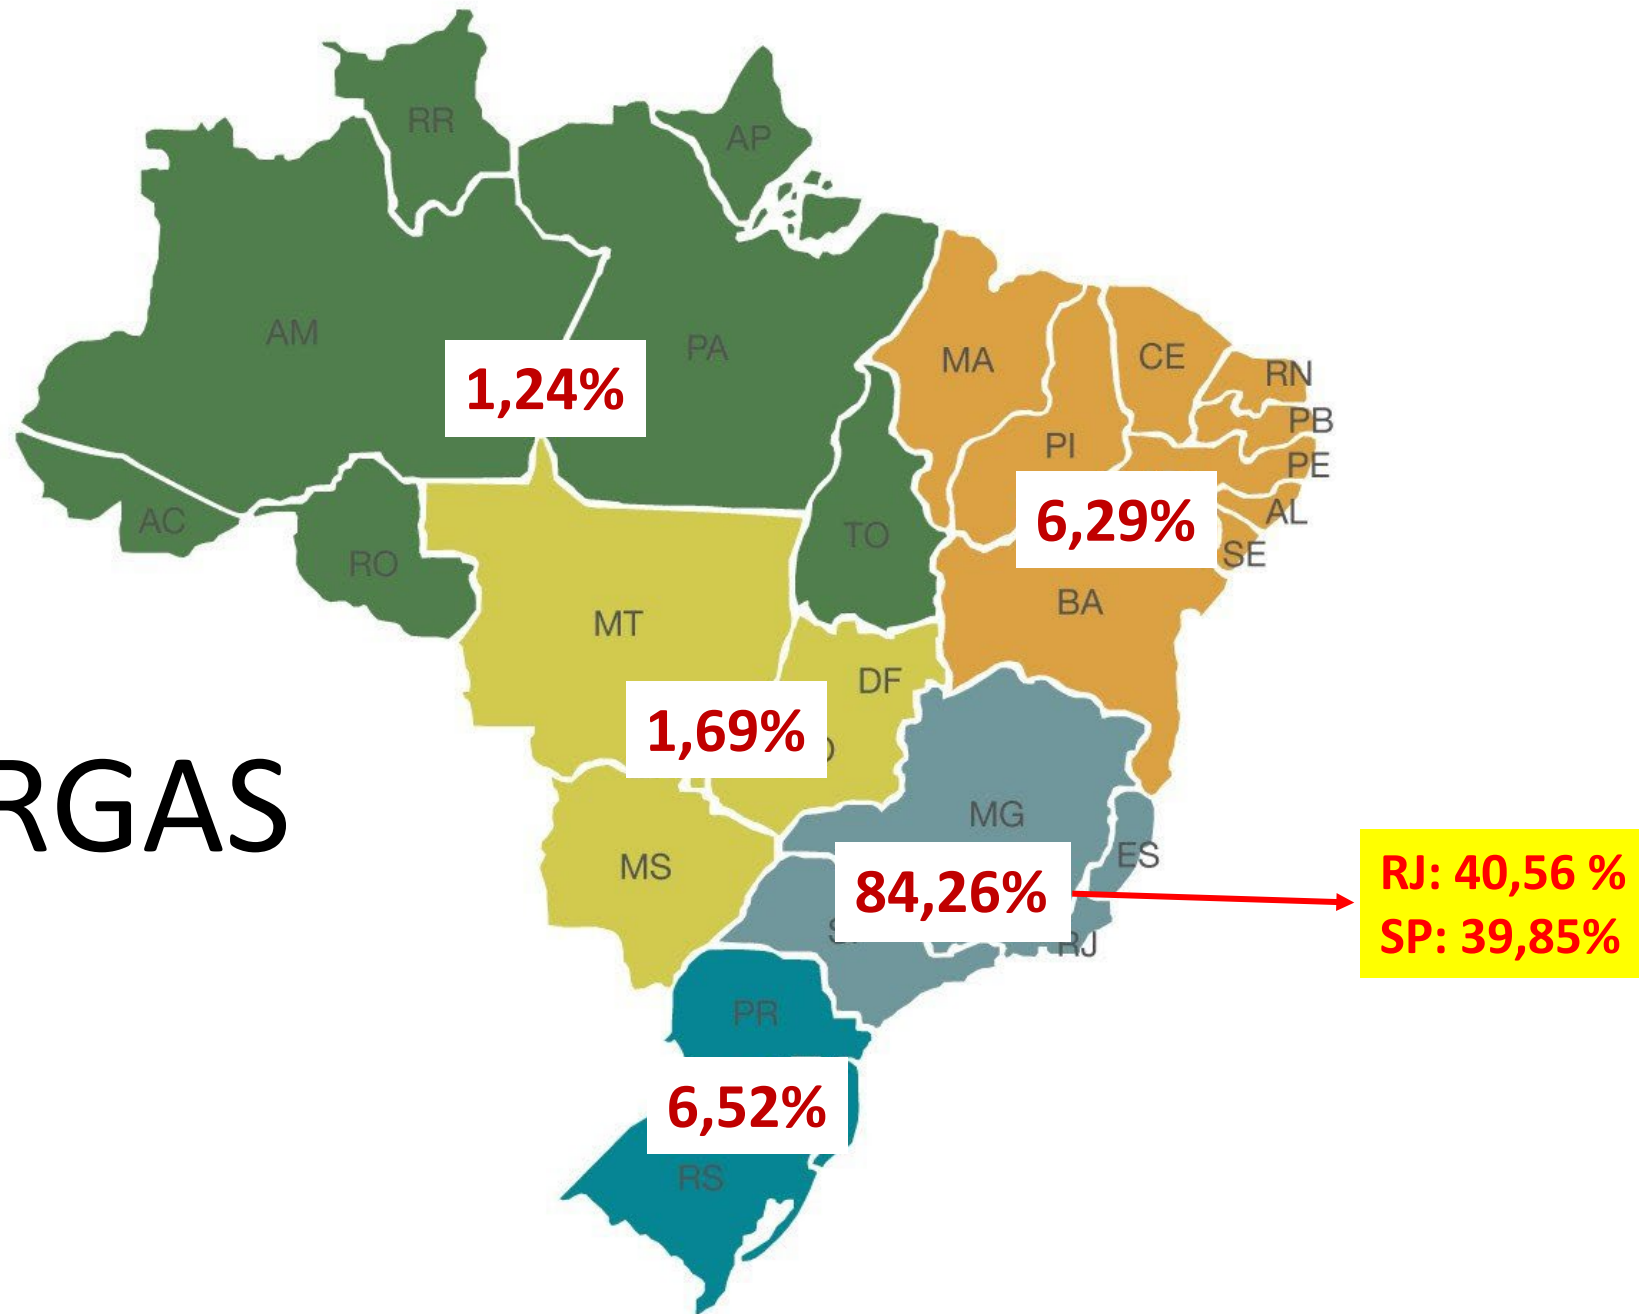 RR
AP
AM
PA
1,24%
MA
CE
RN
PB
PI
PE
6,29%
AL
SE
AC
RO
TO
BA
MT
DF
1,69%
MG
RGAS
MS
ES
84,26%
RJ
RJ: 40,56 %
SP: 39,85%
PR
6,52%
RS